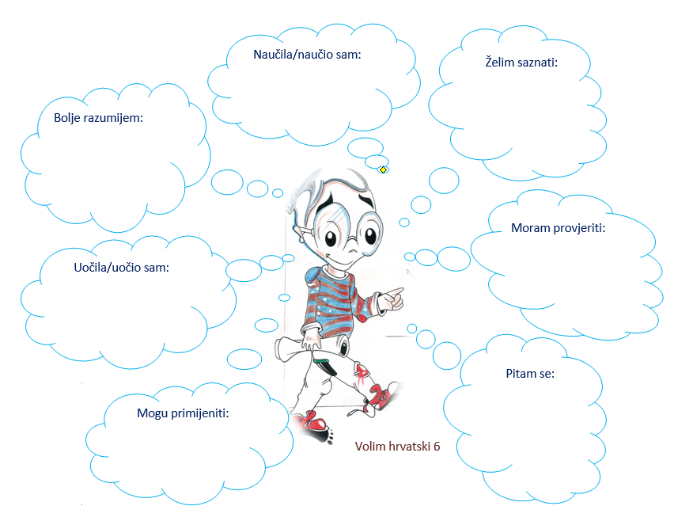 Naučila/naučio sam:
Želim saznati:
Bolje razumijem:
Moram provjeriti:
Uočila/uočio sam:
Pitam se:
Mogu primijeniti:
Volim hrvatski 6